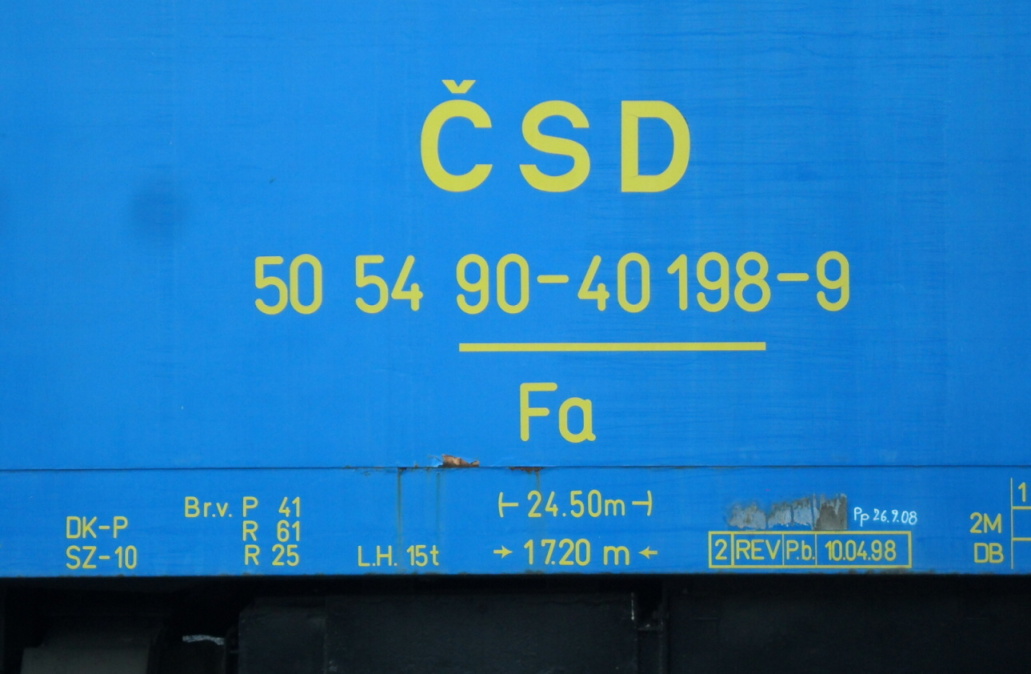 ČSD
50 54 90-40 198-9
Fa
Br.v. P 41
R 61
R 25
DK-P
SZ-10
L.H. 15t
24.50m
→ 17.20 m ←
Pp 26.9.08
2 REV P.b. 10.04.98
2M
DB
1